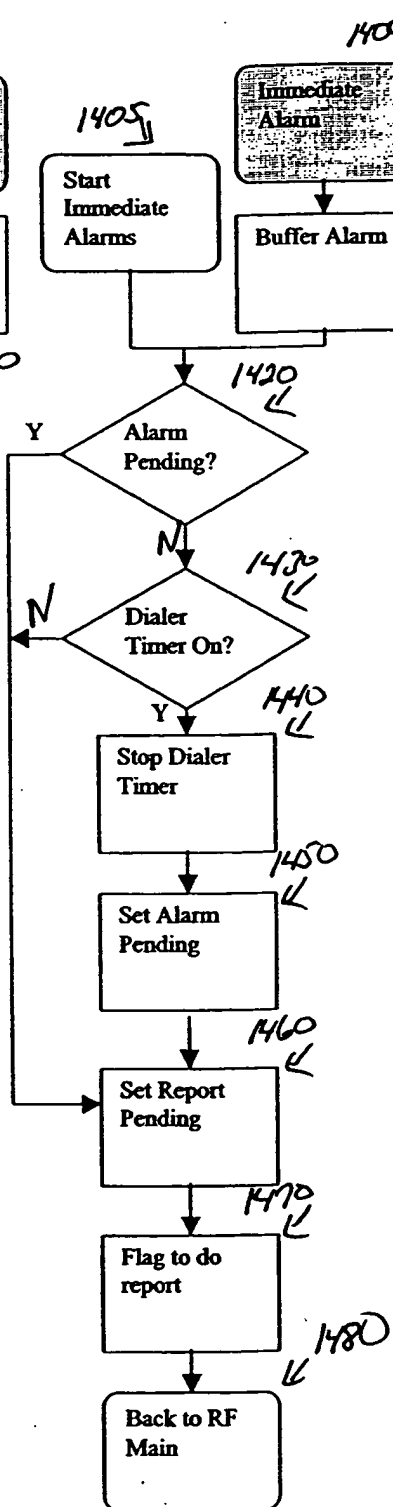 1405
Immediate
Alarm
Start
Immediate
Alarms
Buffer Alarm
1420
Y
Alarm
Pending?
N
1430
N
Dialer
Timer On?
Y
1440
Stop Dialer
Timer
1450
Set Alarm
Pending
1460
Set Report
Pending
1470
Flag to do
report
1480
Back to RF
Main